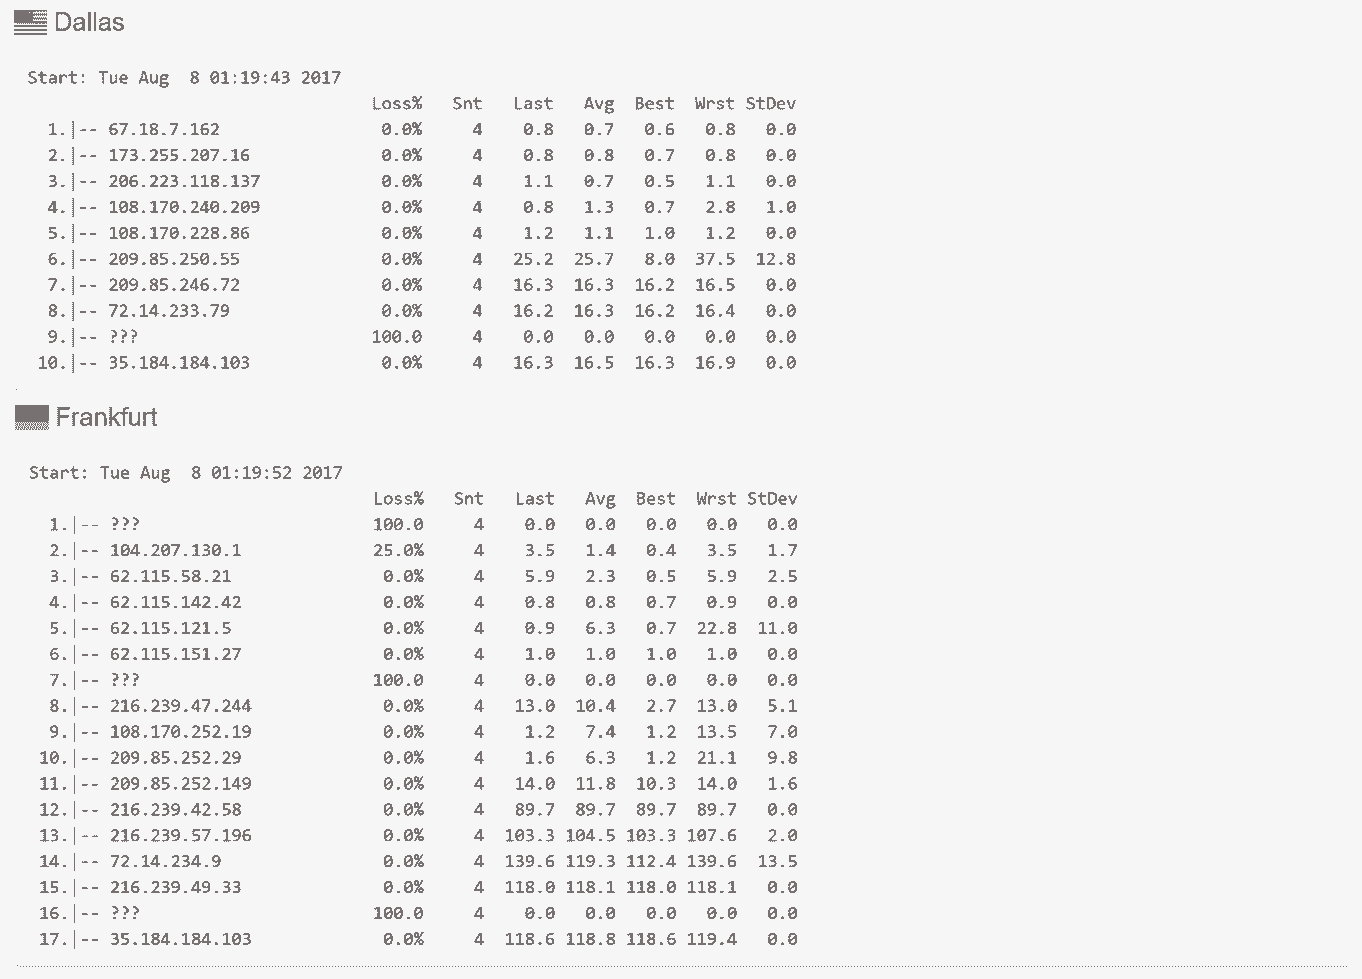 Dallas
Start: Tue Aug  8 01:19:43 2017
Loss%   Snt   Last   Avg  Best  Wrst StDev
1.|-- 67.18.7.162                0.0%     4    0.8   0.7   0.6   0.8   0.0
2.|-- 173.255.207.16             0.0%     4    0.8   0.8   0.7   0.8   0.0
3.|-- 206.223.118.137            0.0%     4    1.1   0.7   0.5   1.1   0.0
4.|-- 108.170.240.209            0.0%     4    0.8   1.3   0.7   2.8   1.0
5.|-- 108.170.228.86             0.0%     4    1.2   1.1   1.0   1.2   0.0
6.|-- 209.85.250.55              0.0%     4   25.2  25.7   8.0  37.5  12.8
7.|-- 209.85.246.72              0.0%     4   16.3  16.3  16.2  16.5   0.0
8.|-- 72.14.233.79               0.0%     4   16.2  16.3  16.2  16.4   0.0
9.|-- ???                       100.0     4    0.0   0.0   0.0   0.0   0.0
10.|-- 35.184.184.103             0.0%     4   16.3  16.5  16.3  16.9   0.0
Frankfurt
Start: Tue Aug  8 01:19:52 2017
Loss%   Snt   Last   Avg  Best  Wrst StDev
1.|-- ???                       100.0     4    0.0   0.0   0.0   0.0   0.0
2.|-- 104.207.130.1             25.0%     4    3.5   1.4   0.4   3.5   1.7
3.|-- 62.115.58.21               0.0%     4    5.9   2.3   0.5   5.9   2.5
4.|-- 62.115.142.42              0.0%     4    0.8   0.8   0.7   0.9   0.0
5.|-- 62.115.121.5               0.0%     4    0.9   6.3   0.7  22.8  11.0
6.|-- 62.115.151.27              0.0%     4    1.0   1.0   1.0   1.0   0.0
7.|-- ???                       100.0     4    0.0   0.0   0.0   0.0   0.0
8.|-- 216.239.47.244             0.0%     4   13.0  10.4   2.7  13.0   5.1
9.|-- 108.170.252.19             0.0%     4    1.2   7.4   1.2  13.5   7.0
10.|-- 209.85.252.29              0.0%     4    1.6   6.3   1.2  21.1   9.8
11.|-- 209.85.252.149             0.0%     4   14.0  11.8  10.3  14.0   1.6
12.|-- 216.239.42.58              0.0%     4   89.7  89.7  89.7  89.7   0.0
13.|-- 216.239.57.196             0.0%     4  103.3 104.5 103.3 107.6   2.0
14.|-- 72.14.234.9                0.0%     4  139.6 119.3 112.4 139.6  13.5
15.|-- 216.239.49.33              0.0%     4  118.0 118.1 118.0 118.1   0.0
16.|-- ???                       100.0     4    0.0   0.0   0.0   0.0   0.0
17.|-- 35.184.184.103             0.0%     4  118.6 118.8 118.6 119.4   0.0